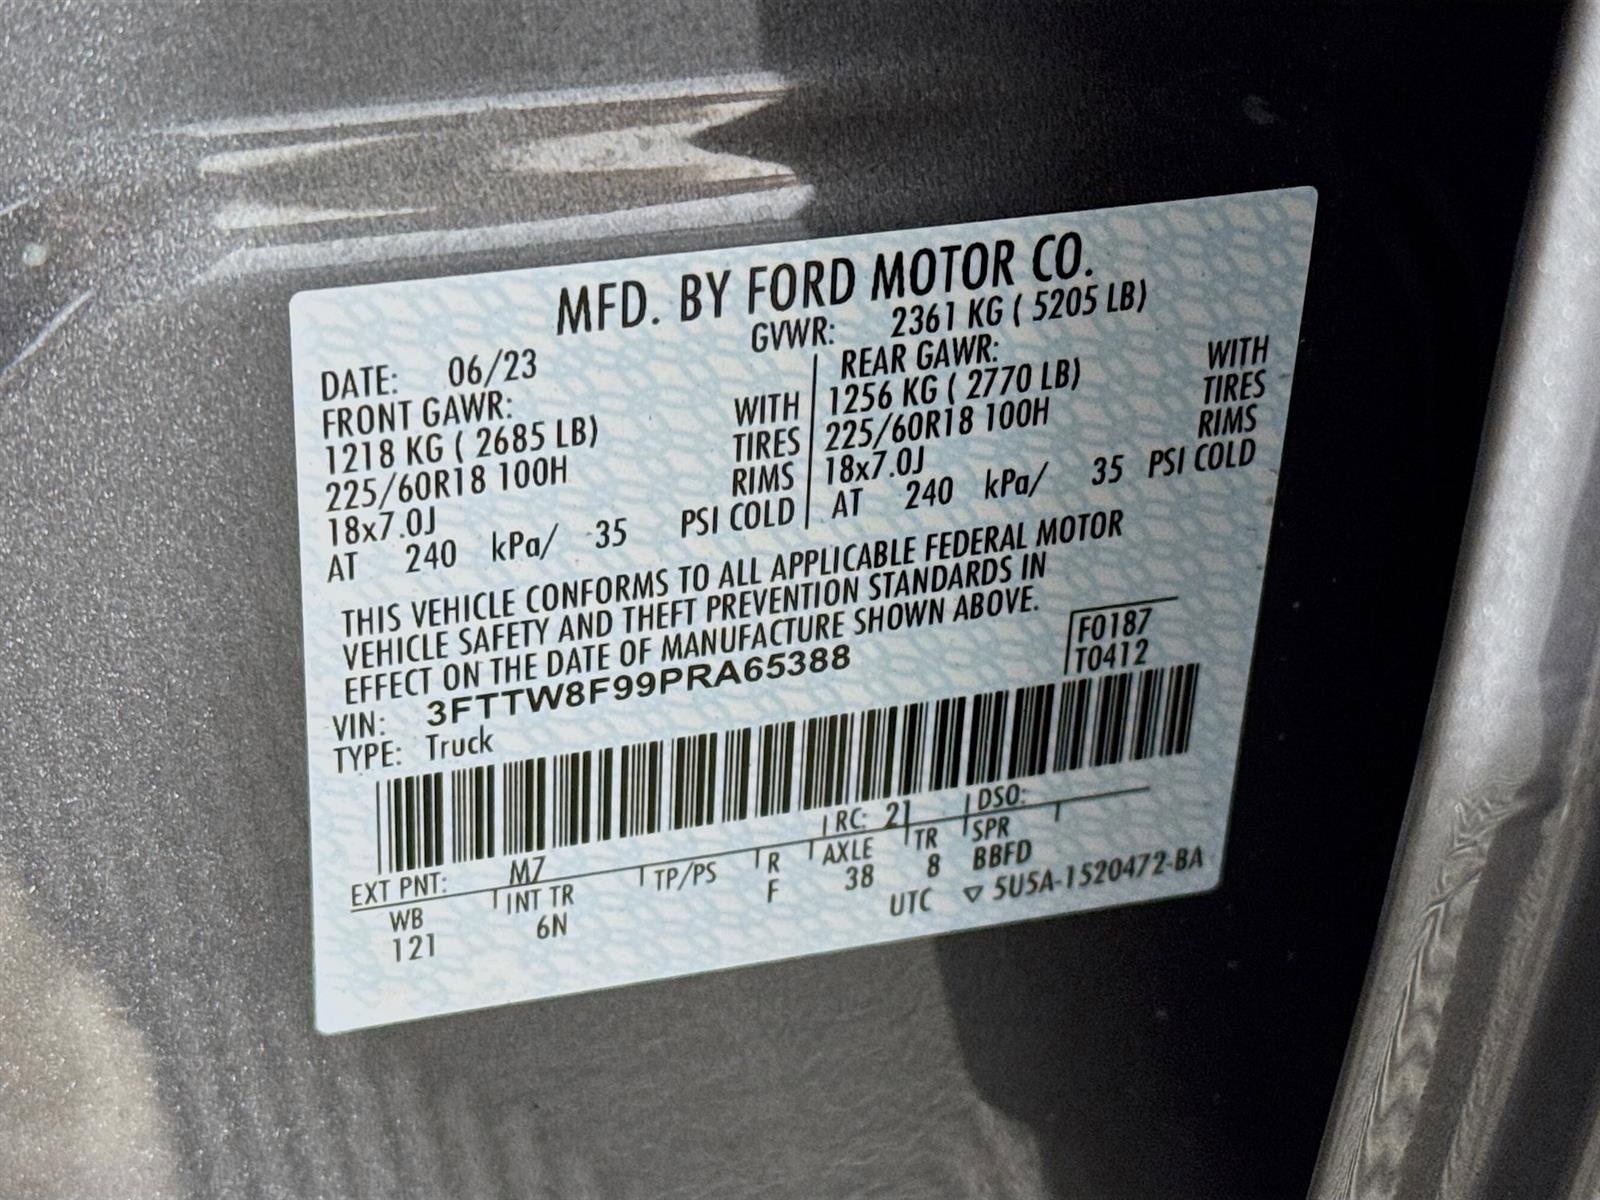 MFD. BY FORD MOTOR CO.
DATE: 06/23 GVWR: 2361 KG ( 5205 LB)
FRONT GAWR: REAR GAWR:
1218 KG ( 2685 LB) WITH 1256 KG ( 2770 LB) WITH
225/60R18 100H TIRES 225/60R18 100H TIRES
18x7.0J RIMS 18x7.0J RIMS
AT 240 kPa/ 35 PSI COLD AT 240 kPa/ 35 PSI COLD
THIS VEHICLE CONFORMS TO ALL APPLICABLE FEDERAL MOTOR
VEHICLE SAFETY AND THEFT PREVENTION STANDARDS IN
EFFECT ON THE DATE OF MANUFACTURE SHOWN ABOVE.
VIN: 3FTTW8F99PRA65388 F0187
TYPE: Truck T0412
EXT PNT: M7 RC: 21 DSO:
WB INT TR TP/PS R AXLE TR SPR
121 6N F 38 8 BBFD
UTC ▽ 5U5A-1520472-BA